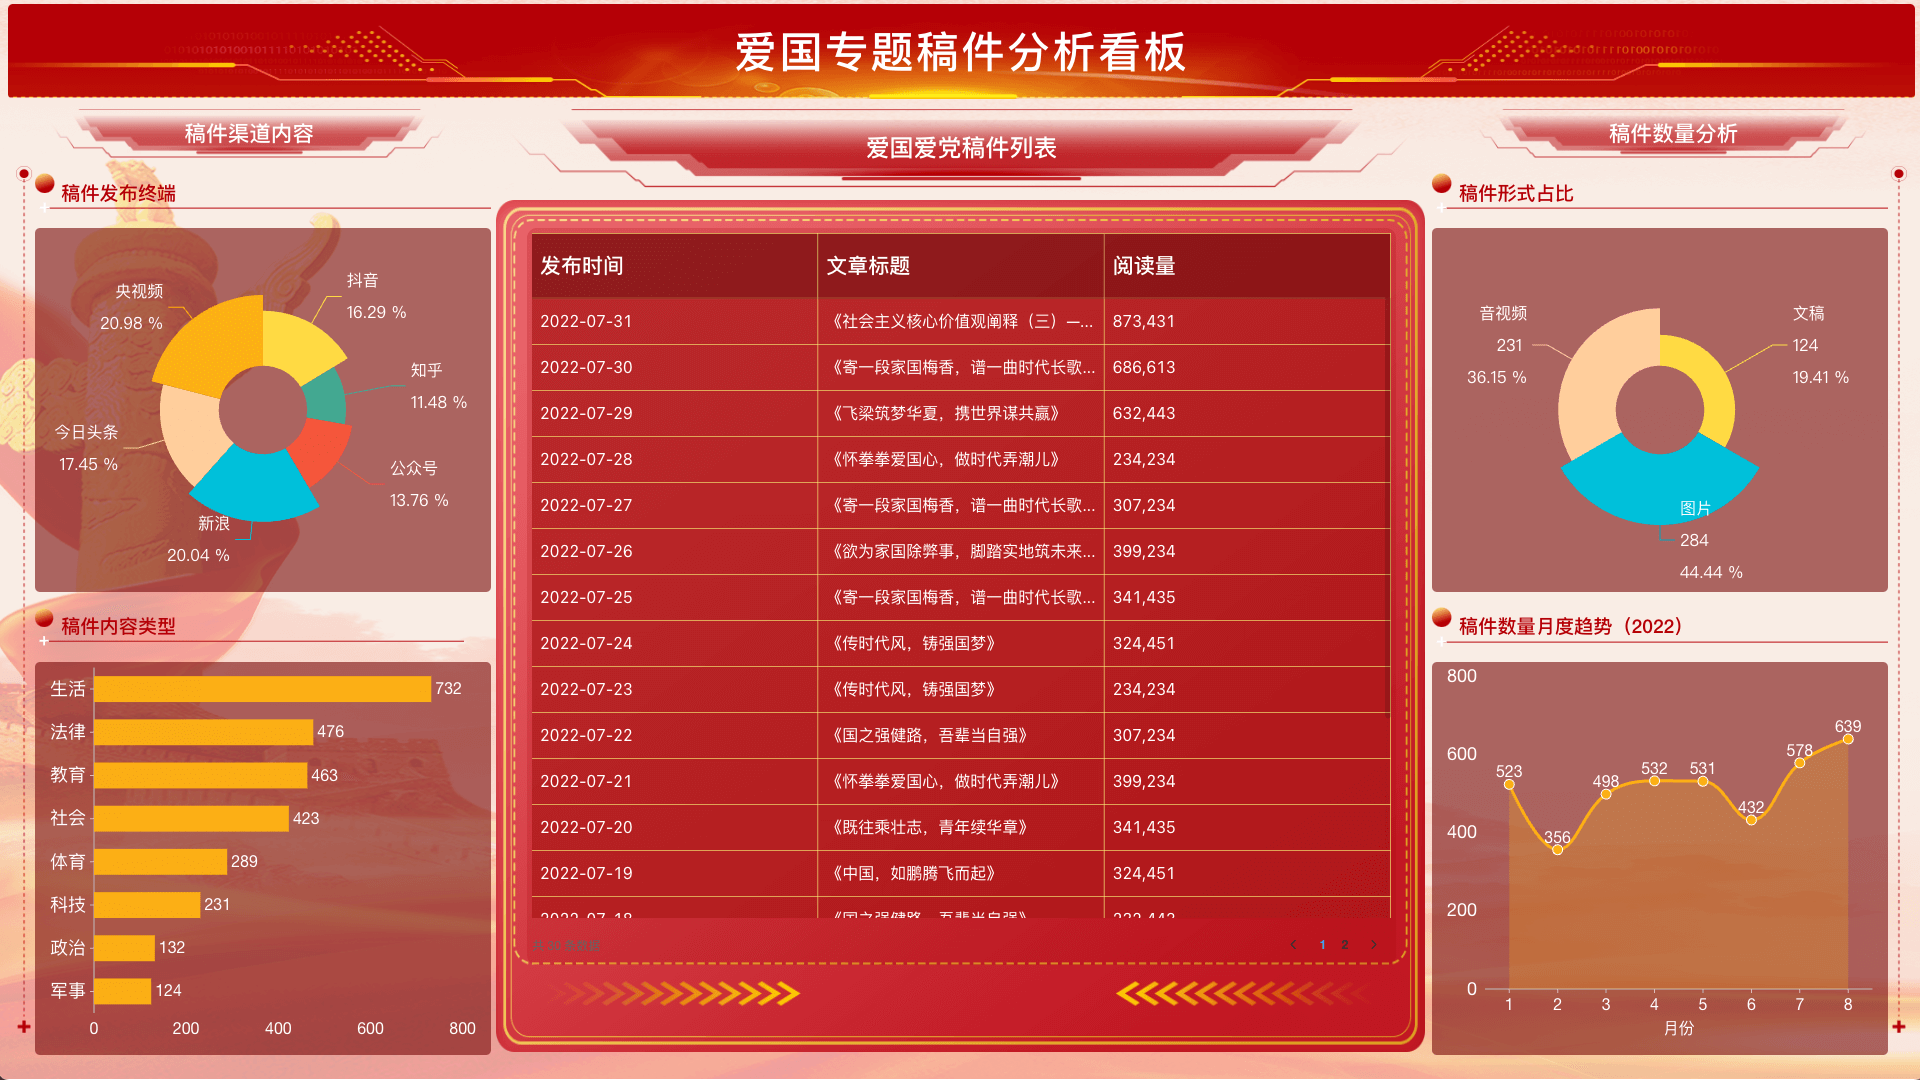 爱国专题稿件分析看板
稿件渠道内容
爱国爱党稿件列表
稿件数量分析
稿件发布终端
央视频
20.98 %
抖音
16.29 %
知乎
11.48 %
今日头条
17.45 %
公众号
13.76 %
新浪
20.04 %
稿件内容类型
生活 732
法律 476
教育 463
社会 423
体育 289
科技 231
政治 132
军事 124
0 200 400 600 800
发布时间 文章标题 阅读量
2022-07-31 《社会主义核心价值观阐释（三）—... 873,431
2022-07-30 《寄一段家国梅香，谱一曲时代长歌... 686,613
2022-07-29 《飞梁筑梦华夏，携世界谋共赢》 632,443
2022-07-28 《怀拳拳爱国心，做时代弄潮儿》 234,234
2022-07-27 《寄一段家国梅香，谱一曲时代长歌... 307,234
2022-07-26 《欲为家国除弊事，脚踏实地筑未来... 399,234
2022-07-25 《寄一段家国梅香，谱一曲时代长歌... 341,435
2022-07-24 《传时代风，铸强国梦》 324,451
2022-07-23 《传时代风，铸强国梦》 234,234
2022-07-22 《国之强健路，吾辈当自强》 307,234
2022-07-21 《怀拳拳爱国心，做时代弄潮儿》 399,234
2022-07-20 《既往乘壮志，青年续华章》 341,435
2022-07-19 《中国，如鹏腾飞而起》 324,451
2022-07-18 《国之强健路，吾辈当自强》
1 2
稿件形式占比
音视频
231
36.15 %
文稿
124
19.41 %
图片
284
44.44 %
稿件数量月度趋势（2022）
800
600
400
200
0
523 356 498 532 531 432 578 639
1 2 3 4 5 6 7 8
月份